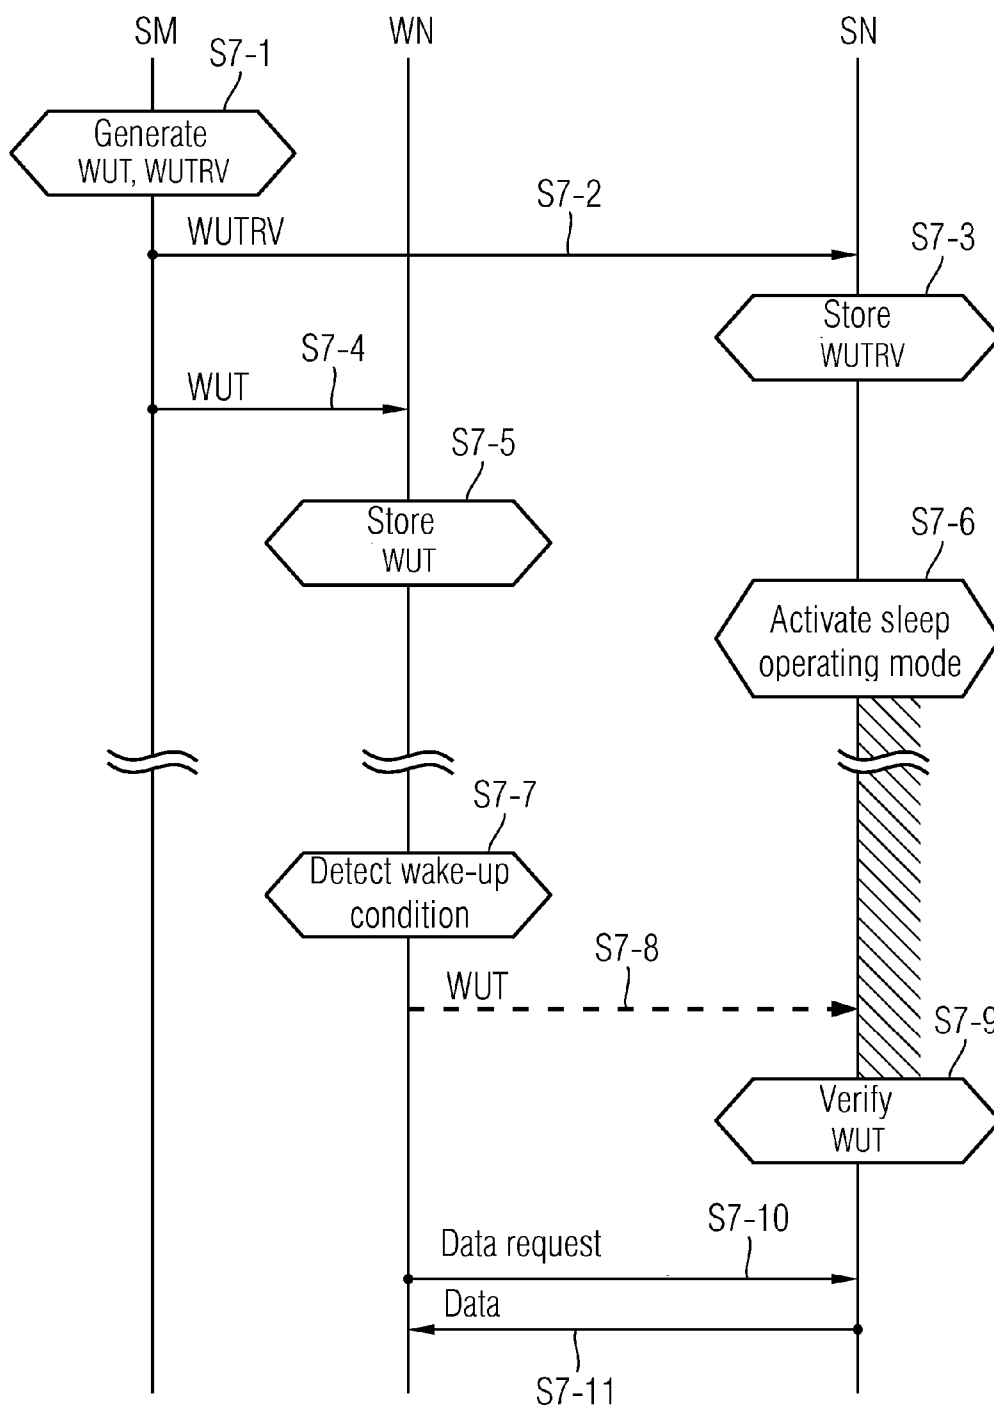 SM
WN
SN
S7-1
Generate
WUT, WUTRV
S7-2
WUTRV
S7-3
Store
WUTRV
S7-4
WUT
S7-5
Store
WUT
S7-6
Activate sleep
operating mode
S7-7
Detect wake-up
condition
S7-8
WUT
S7-9
Verify
WUT
S7-10
Data request
Data
S7-11